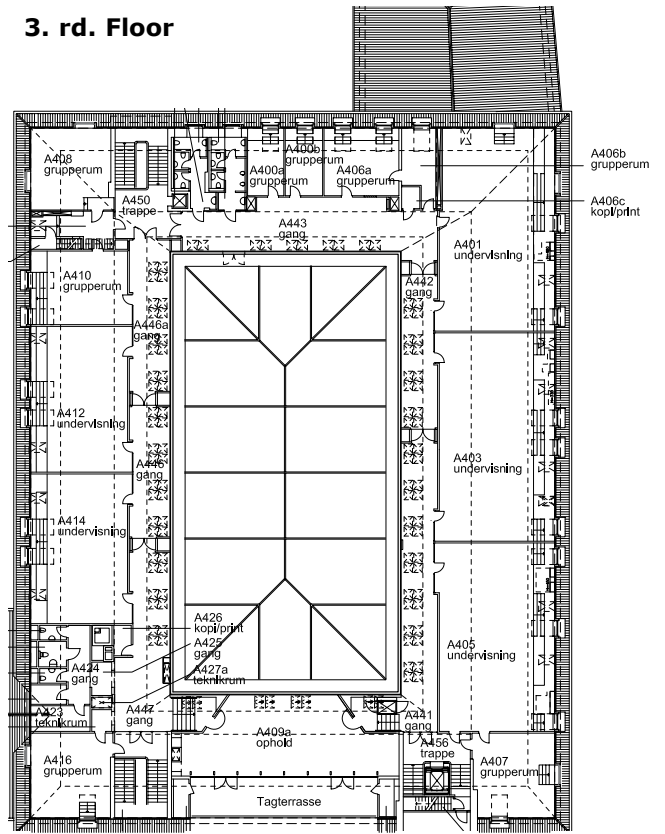 3. rd. Floor
A408
grupperum
A400b
grupperum
A400a
grupperum
A406a
grupperum
A406b
grupperum
A406c
kopi/print
A450
trappe
A443
gang
A401
undervisning
A442
gang
A410
grupperum
A446a
gang
A412
undervisning
A446
gang
A403
undervisning
A414
undervisning
A426
kopi/print
A425
gang
A427a
teknikrum
A424
gang
A405
undervisning
A423
teknikrum
A447
gang
A441
gang
A409a
ophold
A456
trappe
A416
grupperum
A407
grupperum
Tagterrasse